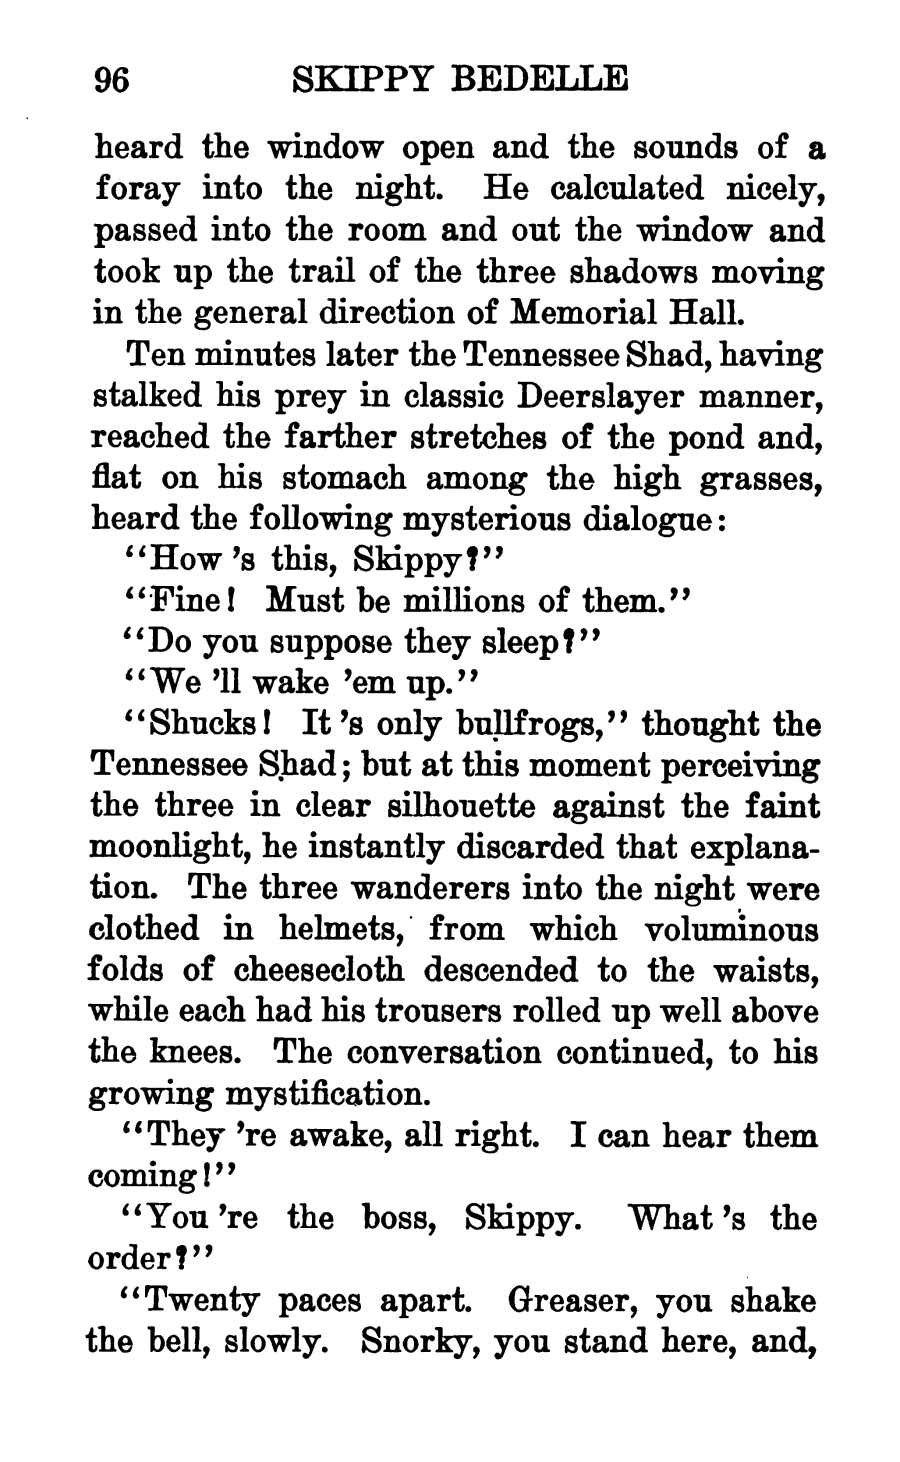 96 SKIPPY BEDELLE
heard the window open and the sounds of a
foray into the night. He calculated nicely,
passed into the room and out the window and
took up the trail of the three shadows moving
in the general direction of Memorial Hall.
Ten minutes later the Tennessee Shad, having
stalked his prey in classic Deerslayer manner,
reached the farther stretches of the pond and,
flat on his stomach among the high grasses,
heard the following mysterious dialogue:
"How 's this, Skippy?"
"Fine! Must be millions of them."
"Do you suppose they sleep?"
"We 'll wake 'em up."
"Shucks! It 's only bullfrogs," thought the
Tennessee Shad; but at this moment perceiving
the three in clear silhouette against the faint
moonlight, he instantly discarded that explana-
tion. The three wanderers into the night were
clothed in helmets, from which voluminous
folds of cheesecloth descended to the waists,
while each had his trousers rolled up well above
the knees. The conversation continued, to his
growing mystification.
"They 're awake, all right. I can hear them
coming!"
"You 're the boss, Skippy. What 's the
order?"
"Twenty paces apart. Greaser, you shake
the bell, slowly. Snorky, you stand here, and,